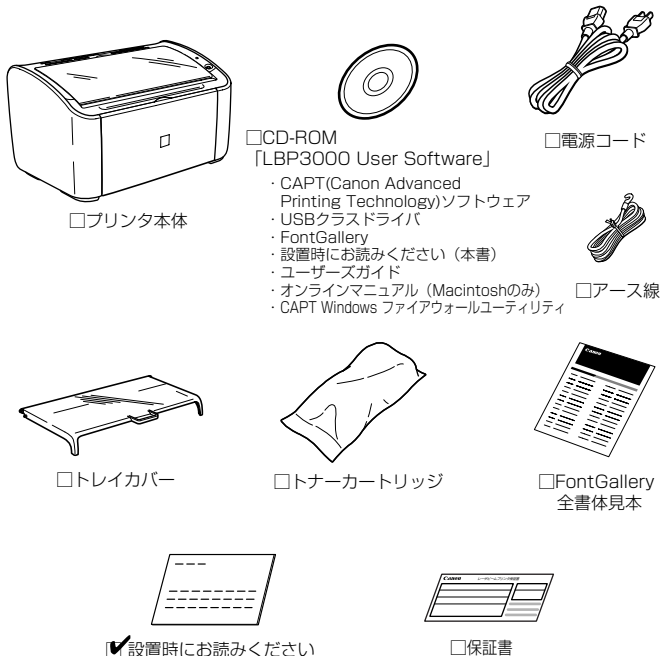 □プリンタ本体
□CD-ROM
「LBP3000 User Software」
・CAPT(Canon Advanced
Printing Technology)ソフトウェア
・USBクラスドライバ
・FontGallery
・設置時にお読みください（本書）
・ユーザーズガイド
・オンラインマニュアル（Macintoshのみ）
・CAPT Windows ファイアウォールユーティリティ
□電源コード
□アース線
□トレイカバー
□トナーカートリッジ
Canon
□FontGallery
全書体見本
☑設置時にお読みください
Canon
□保証書